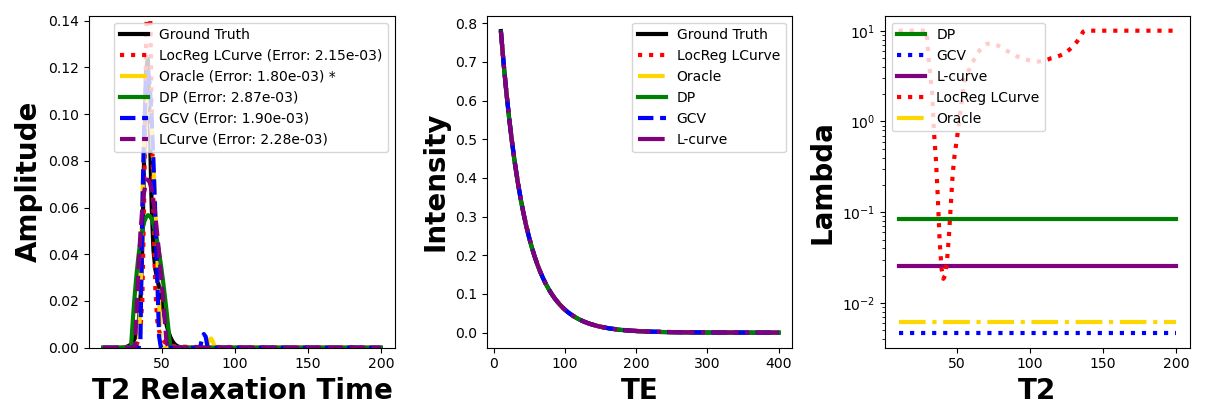 0.14
0.12
0.10
0.08
0.06
0.04
0.02
0.00
Amplitude
Ground Truth
LocReg LCurve (Error: 2.15e-03)
Oracle (Error: 1.80e-03) *
DP (Error: 2.87e-03)
GCV (Error: 1.90e-03)
LCurve (Error: 2.28e-03)
50
100
150
200
T2 Relaxation Time
0.8
0.7
0.6
0.5
0.4
0.3
0.2
0.1
0.0
Intensity
Ground Truth
LocReg LCurve
Oracle
DP
GCV
L-curve
0
100
200
300
400
TE
10¹
10⁰
10⁻¹
10⁻²
Lambda
DP
GCV
L-curve
LocReg LCurve
Oracle
50
100
150
200
T2